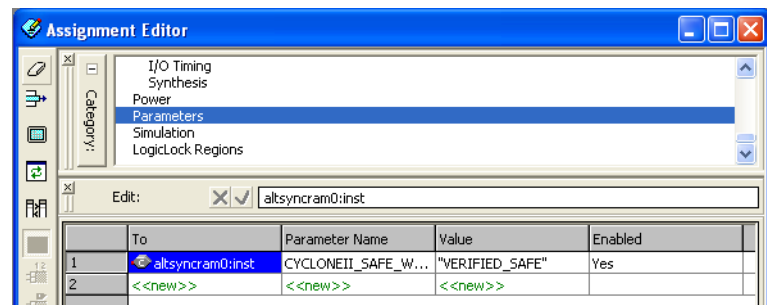 Assignment Editor
Category:
I/O Timing
Synthesis
Power
Parameters
Simulation
LogicLock Regions
Edit:
altsyncram0:inst
To Parameter Name Value Enabled
1 altsyncram0:inst CYCLONEII_SAFE_W... "VERIFIED_SAFE" Yes
2 <<new>> <<new>> <<new>>